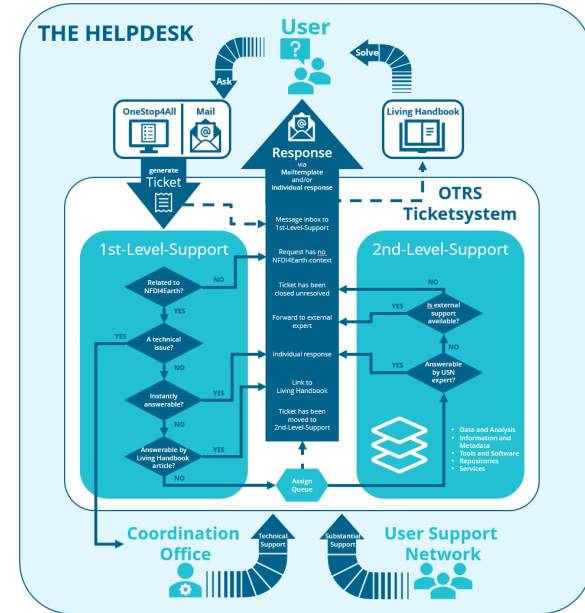 THE HELPDESK
User
Ask
Solve
OneStop4All
Mail
Living Handbook
generate
Ticket
Response
via
Mailtemplate
and/or
individual response
OTRS
Ticketsystem
1st-Level-Support
2nd-Level-Support
Message inbox to
1st-Level-Support
Request has no
NFDI4Earth-context
Ticket has been
closed unresolved
Forward to external
expert
Individual response
Link to
Living Handbook
Ticket has been
moved to
2nd-Level-Support
Related to
NFDI4Earth?
NO
YES
A technical
issue?
YES
NO
Instantly
answerable?
YES
NO
Answerable by
Living Handbook
article?
YES
NO
Assign
Queue
NO
Is external
support
available?
YES
NO
Answerable
by USN
expert?
YES
• Data and Analysis
• Information and
Metadata
• Tools and Software
• Repositories
• Services
Coordination
Office
Technical
Support
Substantial
Support
User Support
Network